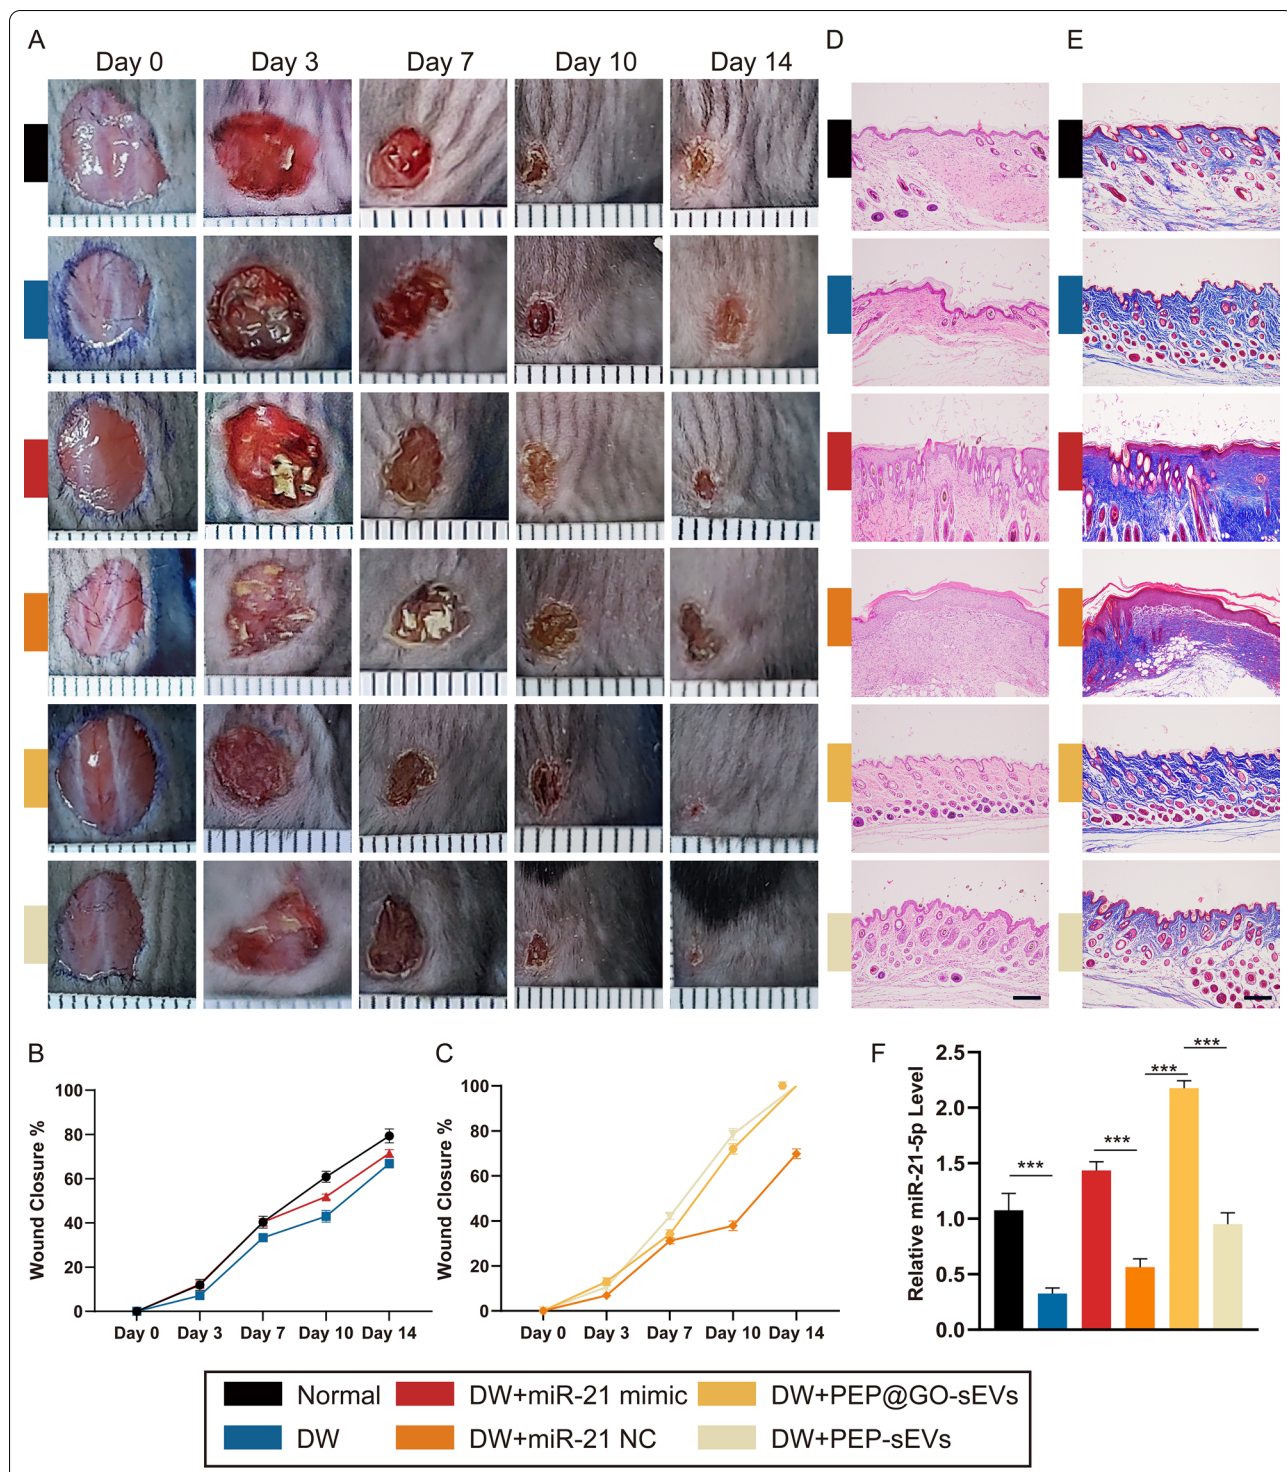 A
D
E
Day 0 Day 3 Day 7 Day 10 Day 14
B
C
F
Wound Closure %
100
80
60
40
20
0
Day 0 Day 3 Day 7 Day 10 Day 14
Wound Closure %
100
80
60
40
20
0
Day 0 Day 3 Day 7 Day 10 Day 14
Relative miR-21-5p Level
2.5
2.0
1.5
1.0
0.5
0.0
***
***
***
***
Normal
DW+miR-21 mimic
DW+PEP@GO-sEVs
DW
DW+miR-21 NC
DW+PEP-sEVs